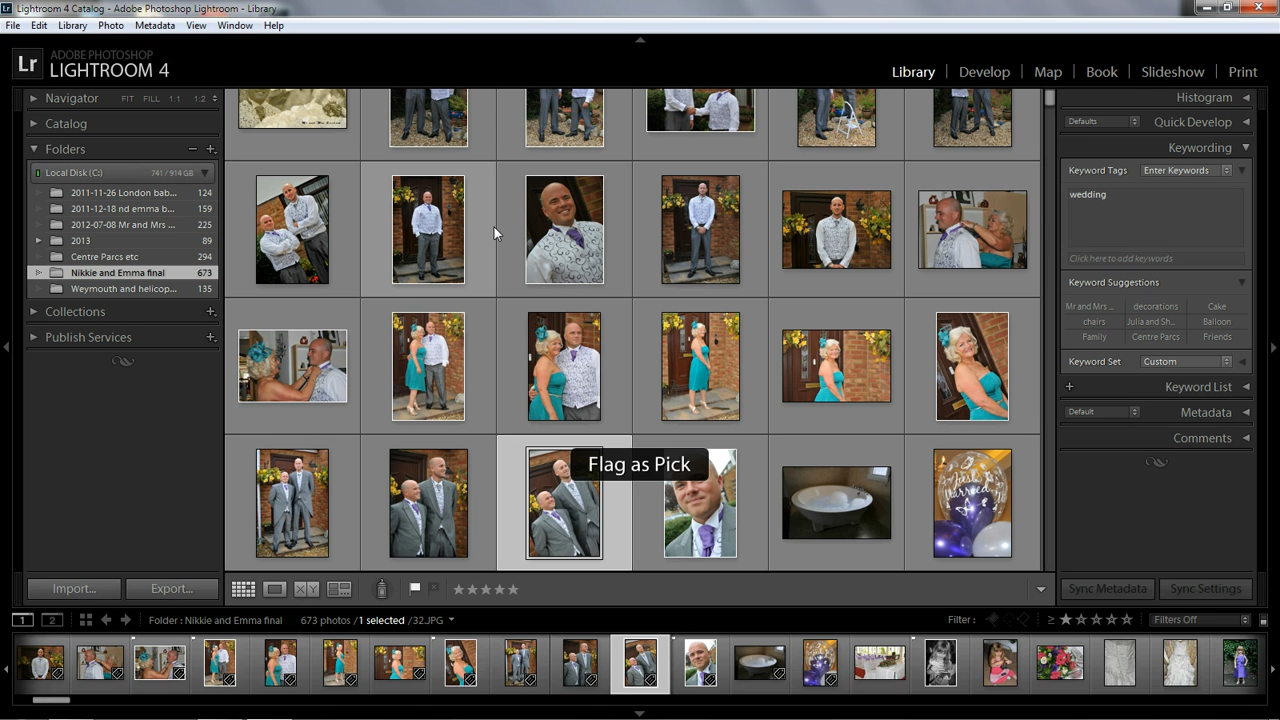 Lightroom 4 Catalog - Adobe Photoshop Lightroom - Library
File Edit Library Photo Metadata View Window Help
Lr ADOBE PHOTOSHOP
LIGHTROOM 4
Library | Develop | Map | Book | Slideshow | Print
Navigator FIT FILL 1:1 1:2
Catalog
Folders
Local Disk (C:) 741 / 914 GB
2011-11-26 London bab... 124
2011-12-18 nd emma b... 159
2012-07-08 Mr and Mrs ... 225
2013 89
Centre Parcs etc 294
Nikkie and Emma final 673
Weymouth and helicop... 135
Collections
Publish Services
Import... Export...
Flag as Pick
Just Married
XY
Histogram
Defaults Quick Develop
Keywording
Keyword Tags Enter Keywords
wedding
Click here to add keywords
Keyword Suggestions
Mr and Mrs ... decorations Cake
chairs Julia and Sh... Balloon
Family Centre Parcs Friends
Keyword Set Custom
Keyword List
Default Metadata
Comments
Sync Metadata Sync Settings
1 2 Folder : Nikkie and Emma final 673 photos / 1 selected / 32.JPG Filter : ≥ Filters Off